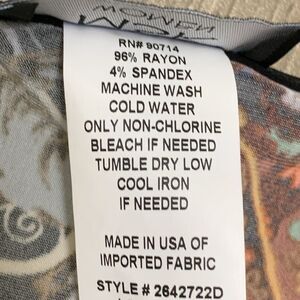 WOMEN
RN# 90714
96% RAYON
4% SPANDEX
MACHINE WASH
COLD WATER
ONLY NON-CHLORINE
BLEACH IF NEEDED
TUMBLE DRY LOW
COOL IRON
IF NEEDED
MADE IN USA OF
IMPORTED FABRIC
STYLE # 2642722D